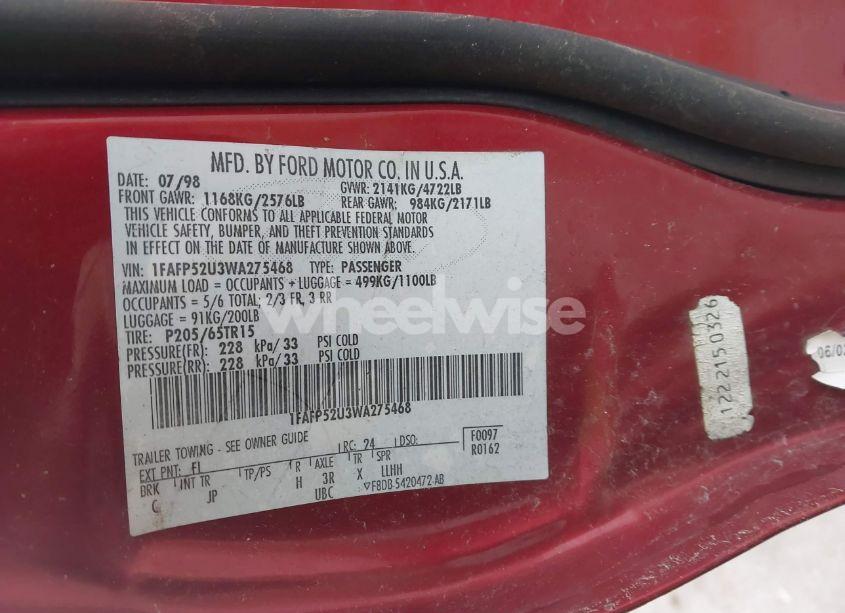 MFD. BY FORD MOTOR CO. IN U.S.A.
DATE: 07/98 GVWR: 2141KG/4722LB
FRONT GAWR: 1168KG/2576LB REAR GAWR: 984KG/2171LB
THIS VEHICLE CONFORMS TO ALL APPLICABLE FEDERAL MOTOR
VEHICLE SAFETY, BUMPER, AND THEFT PREVENTION STANDARDS
IN EFFECT ON THE DATE OF MANUFACTURE SHOWN ABOVE.
VIN: 1FAFP52U3WA275468 TYPE: PASSENGER
MAXIMUM LOAD = OCCUPANTS + LUGGAGE = 499KG/1100LB
OCCUPANTS = 5/6 TOTAL; 2/3 FR, 3 RR
LUGGAGE = 91KG/200LB
TIRE: P205/65TR15
PRESSURE(FR): 228 kPa/33 PSI COLD
PRESSURE(RR): 228 kPa/33 PSI COLD
1FAFP52U3WA275468
TRAILER TOWING - SEE OWNER GUIDE
F0097
R0162
EXT PNT: FI RC: 24 DSO:
BRK INT TR TP/PS R AXLE TR SPR
C JP H 3R X LLHH
UBC F8DB 5420472 AB
wheelwise
1222150326
06/02